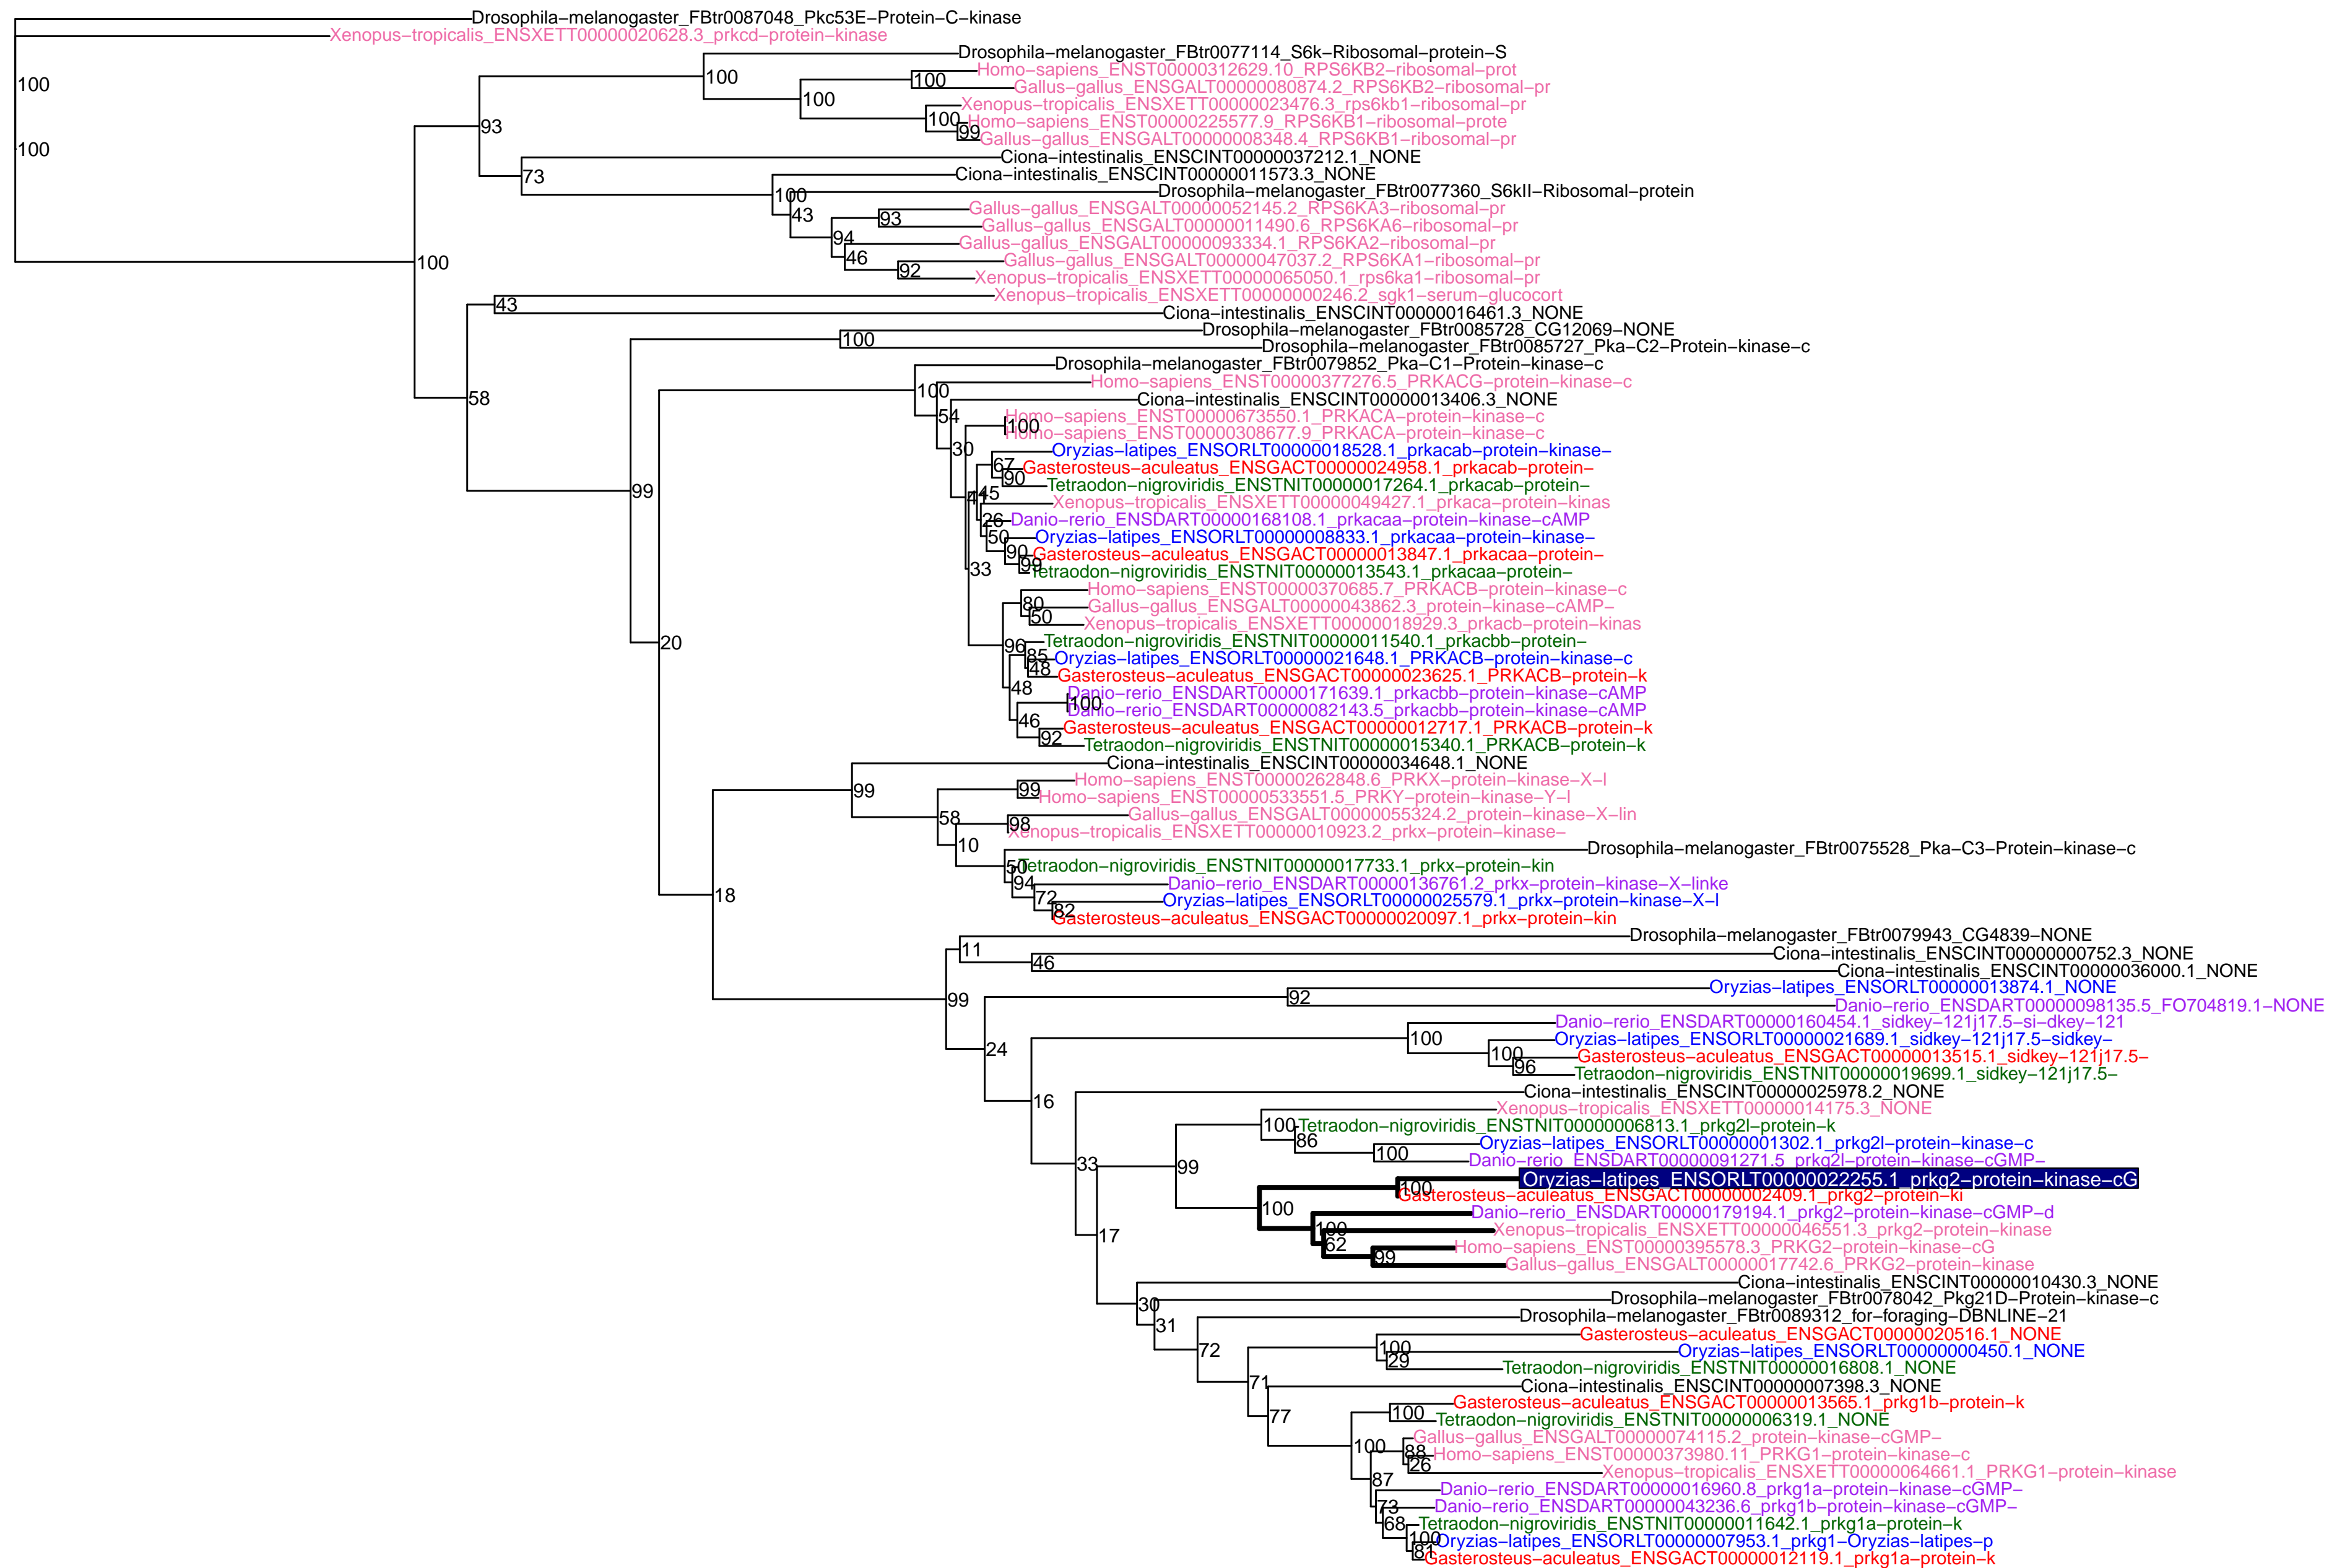 Drosophila−melanogaster_FBtr0087048_Pkc53E−Protein−C−kinase
Xenopus−tropicalis_ENSXETT00000020628.3_prkcd−protein−kinase
Drosophila−melanogaster_FBtr0077114_S6k−Ribosomal−protein−S
100
100
Homo−sapiens_ENST00000312629.10_RPS6KB2−ribosomal−prot
100
Gallus−gallus_ENSGALT00000080874.2_RPS6KB2−ribosomal−pr
100
Xenopus−tropicalis_ENSXETT00000023476.3_rps6kb1−ribosomal−pr
100
Homo−sapiens_ENST00000225577.9_RPS6KB1−ribosomal−prote
93
99
Gallus−gallus_ENSGALT00000008348.4_RPS6KB1−ribosomal−pr
100
Ciona−intestinalis_ENSCINT00000037212.1_NONE
73
Ciona−intestinalis_ENSCINT00000011573.3_NONE
100
Drosophila−melanogaster_FBtr0077360_S6kII−Ribosomal−protein
43
Gallus−gallus_ENSGALT00000052145.2_RPS6KA3−ribosomal−pr
93
Gallus−gallus_ENSGALT00000011490.6_RPS6KA6−ribosomal−pr
94
Gallus−gallus_ENSGALT00000093334.1_RPS6KA2−ribosomal−pr
46
Gallus−gallus_ENSGALT00000047037.2_RPS6KA1−ribosomal−pr
100
92
Xenopus−tropicalis_ENSXETT00000065050.1_rps6ka1−ribosomal−pr
Xenopus−tropicalis_ENSXETT00000000246.2_sgk1−serum−glucocort
43
Ciona−intestinalis_ENSCINT00000016461.3_NONE
Drosophila−melanogaster_FBtr0085728_CG12069−NONE
100
Drosophila−melanogaster_FBtr0085727_Pka−C2−Protein−kinase−c
Drosophila−melanogaster_FBtr0079852_Pka−C1−Protein−kinase−c
100
Homo−sapiens_ENST00000377276.5_PRKACG−protein−kinase−c
58
Ciona−intestinalis_ENSCINT00000013406.3_NONE
54
Homo−sapiens_ENST00000673550.1_PRKACA−protein−kinase−c
100
Homo−sapiens_ENST00000308677.9_PRKACA−protein−kinase−c
30
Oryzias−latipes_ENSORLT00000018528.1_prkacab−protein−kinase−
67
Gasterosteus−aculeatus_ENSGACT00000024958.1_prkacab−protein−
90
Tetraodon−nigroviridis_ENSTNIT00000017264.1_prkacab−protein−
99
45
Xenopus−tropicalis_ENSXETT00000049427.1_prkaca−protein−kinas
26
Danio−rerio_ENSDART00000168108.1_prkacaa−protein−kinase−cAMP
50
Oryzias−latipes_ENSORLT00000008833.1_prkacaa−protein−kinase−
90
Gasterosteus−aculeatus_ENSGACT00000013847.1_prkacaa−protein−
33
99
Tetraodon−nigroviridis_ENSTNIT00000013543.1_prkacaa−protein−
Homo−sapiens_ENST00000370685.7_PRKACB−protein−kinase−c
80
Gallus−gallus_ENSGALT00000043862.3_protein−kinase−cAMP−
50
Xenopus−tropicalis_ENSXETT00000018929.3_prkacb−protein−kinas
20
96
Tetraodon−nigroviridis_ENSTNIT00000011540.1_prkacbb−protein−
85
Oryzias−latipes_ENSORLT00000021648.1_PRKACB−protein−kinase−c
48
Gasterosteus−aculeatus_ENSGACT00000023625.1_PRKACB−protein−k
48
Danio−rerio_ENSDART00000171639.1_prkacbb−protein−kinase−cAMP
100
Danio−rerio_ENSDART00000082143.5_prkacbb−protein−kinase−cAMP
46
Gasterosteus−aculeatus_ENSGACT00000012717.1_PRKACB−protein−k
92
Tetraodon−nigroviridis_ENSTNIT00000015340.1_PRKACB−protein−k
Ciona−intestinalis_ENSCINT00000034648.1_NONE
99
Homo−sapiens_ENST00000262848.6_PRKX−protein−kinase−X−l
99
Homo−sapiens_ENST00000533551.5_PRKY−protein−kinase−Y−l
58
Gallus−gallus_ENSGALT00000055324.2_protein−kinase−X−lin
98
Xenopus−tropicalis_ENSXETT00000010923.2_prkx−protein−kinase−
10
Drosophila−melanogaster_FBtr0075528_Pka−C3−Protein−kinase−c
50
Tetraodon−nigroviridis_ENSTNIT00000017733.1_prkx−protein−kin
94
Danio−rerio_ENSDART00000136761.2_prkx−protein−kinase−X−linke
18
72
Oryzias−latipes_ENSORLT00000025579.1_prkx−protein−kinase−X−l
82
Gasterosteus−aculeatus_ENSGACT00000020097.1_prkx−protein−kin
Drosophila−melanogaster_FBtr0079943_CG4839−NONE
11
Ciona−intestinalis_ENSCINT00000000752.3_NONE
46
Ciona−intestinalis_ENSCINT00000036000.1_NONE
99
Oryzias−latipes_ENSORLT00000013874.1_NONE
92
Danio−rerio_ENSDART00000098135.5_FO704819.1−NONE
Danio−rerio_ENSDART00000160454.1_sidkey−121j17.5−si−dkey−121
100
Oryzias−latipes_ENSORLT00000021689.1_sidkey−121j17.5−sidkey−
24
100
Gasterosteus−aculeatus_ENSGACT00000013515.1_sidkey−121j17.5−
96
Tetraodon−nigroviridis_ENSTNIT00000019699.1_sidkey−121j17.5−
16
Ciona−intestinalis_ENSCINT00000025978.2_NONE
Xenopus−tropicalis_ENSXETT00000014175.3_NONE
100
Tetraodon−nigroviridis_ENSTNIT00000006813.1_prkg2l−protein−k
86
Oryzias−latipes_ENSORLT00000001302.1_prkg2l−protein−kinase−c
100
Danio−rerio_ENSDART00000091271.5_prkg2l−protein−kinase−cGMP−
33
99
Oryzias−latipes_ENSORLT00000022255.1_prkg2−protein−kinase−cG
100
Gasterosteus−aculeatus_ENSGACT00000002409.1_prkg2−protein−ki
100
Danio−rerio_ENSDART00000179194.1_prkg2−protein−kinase−cGMP−d
100
Xenopus−tropicalis_ENSXETT00000046551.3_prkg2−protein−kinase
17
62
Homo−sapiens_ENST00000395578.3_PRKG2−protein−kinase−cG
99
Gallus−gallus_ENSGALT00000017742.6_PRKG2−protein−kinase
Ciona−intestinalis_ENSCINT00000010430.3_NONE
30
Drosophila−melanogaster_FBtr0078042_Pkg21D−Protein−kinase−c
31
Drosophila−melanogaster_FBtr0089312_for−foraging−DBNLINE−21
Gasterosteus−aculeatus_ENSGACT00000020516.1_NONE
72
100
Oryzias−latipes_ENSORLT00000000450.1_NONE
29
Tetraodon−nigroviridis_ENSTNIT00000016808.1_NONE
71
Ciona−intestinalis_ENSCINT00000007398.3_NONE
77
Gasterosteus−aculeatus_ENSGACT00000013565.1_prkg1b−protein−k
100
Tetraodon−nigroviridis_ENSTNIT00000006319.1_NONE
100
Gallus−gallus_ENSGALT00000074115.2_protein−kinase−cGMP−
88
Homo−sapiens_ENST00000373980.11_PRKG1−protein−kinase−c
26
Xenopus−tropicalis_ENSXETT00000064661.1_PRKG1−protein−kinase
87
Danio−rerio_ENSDART00000016960.8_prkg1a−protein−kinase−cGMP−
73
Danio−rerio_ENSDART00000043236.6_prkg1b−protein−kinase−cGMP−
68
Tetraodon−nigroviridis_ENSTNIT00000011642.1_prkg1a−protein−k
100
Oryzias−latipes_ENSORLT00000007953.1_prkg1−Oryzias−latipes−p
81
Gasterosteus−aculeatus_ENSGACT00000012119.1_prkg1a−protein−k